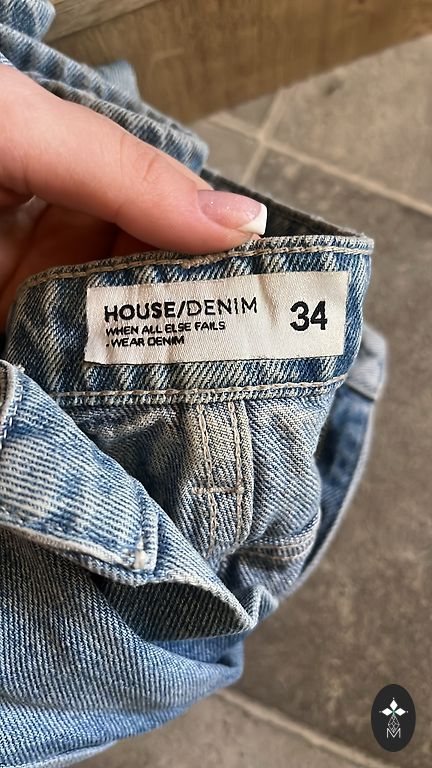 HOUSE/DENIM 34
WHEN ALL ELSE FAILS
.WEAR DENIM
M